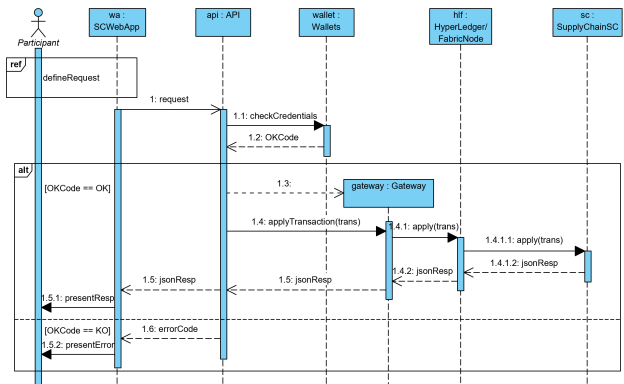 wa :
SCWebApp
api : API
wallet :
Wallets
hlf :
HyperLedger/
FabricNode
sc :
SupplyChainSC
Participant
ref
defineRequest
1: request
1.1: checkCredentials
1.2: OKCode
alt
[OKCode == OK]
1.3:
gateway : Gateway
1.4: applyTransaction(trans)
1.4.1: apply(trans)
1.4.1.1: apply(trans)
1.4.1.2: jsonResp
1.4.2: jsonResp
1.5: jsonResp
1.5: jsonResp
1.5.1: presentResp
[OKCode == KO]
1.6: errorCode
1.5.2: presentError